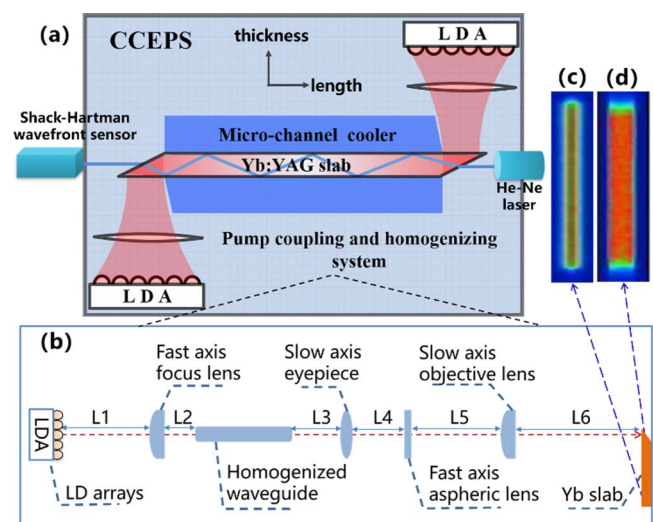 (a)
CCEPS
thickness
length
L D A
(c)
(d)
Shack-Hartman
wavefront sensor
Micro-channel cooler
Yb:YAG slab
He-Ne
laser
Pump coupling and homogenizing
system
L D A
(b)
Fast axis
focus lens
Slow axis
eyepiece
Slow axis
objective lens
LDA
L1
L2
L3
L4
L5
L6
LD arrays
Homogenized
waveguide
Fast axis
aspheric lens
Yb slab